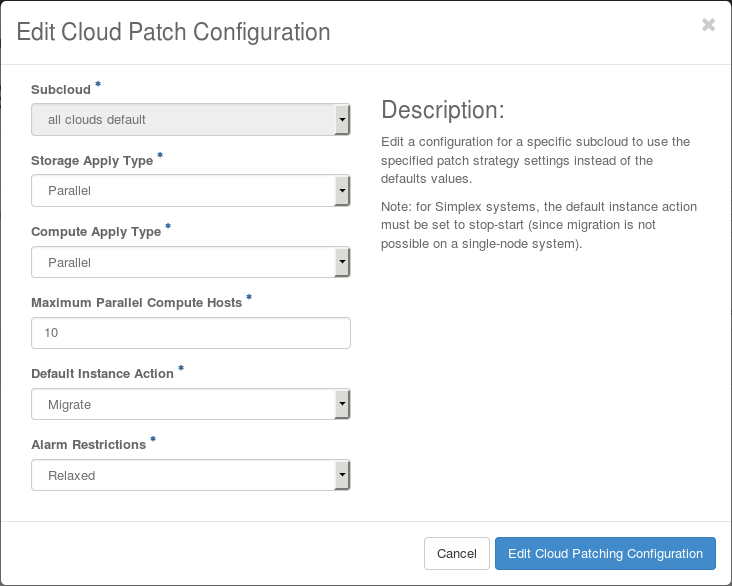 Edit Cloud Patch Configuration
×
Subcloud *
all clouds default
Storage Apply Type *
Parallel
Compute Apply Type *
Parallel
Maximum Parallel Compute Hosts *
10
Default Instance Action *
Migrate
Alarm Restrictions *
Relaxed
Description:
Edit a configuration for a specific subcloud to use the
specified patch strategy settings instead of the
defaults values.
Note: for Simplex systems, the default instance action
must be set to stop-start (since migration is not
possible on a single-node system).
Cancel
Edit Cloud Patching Configuration